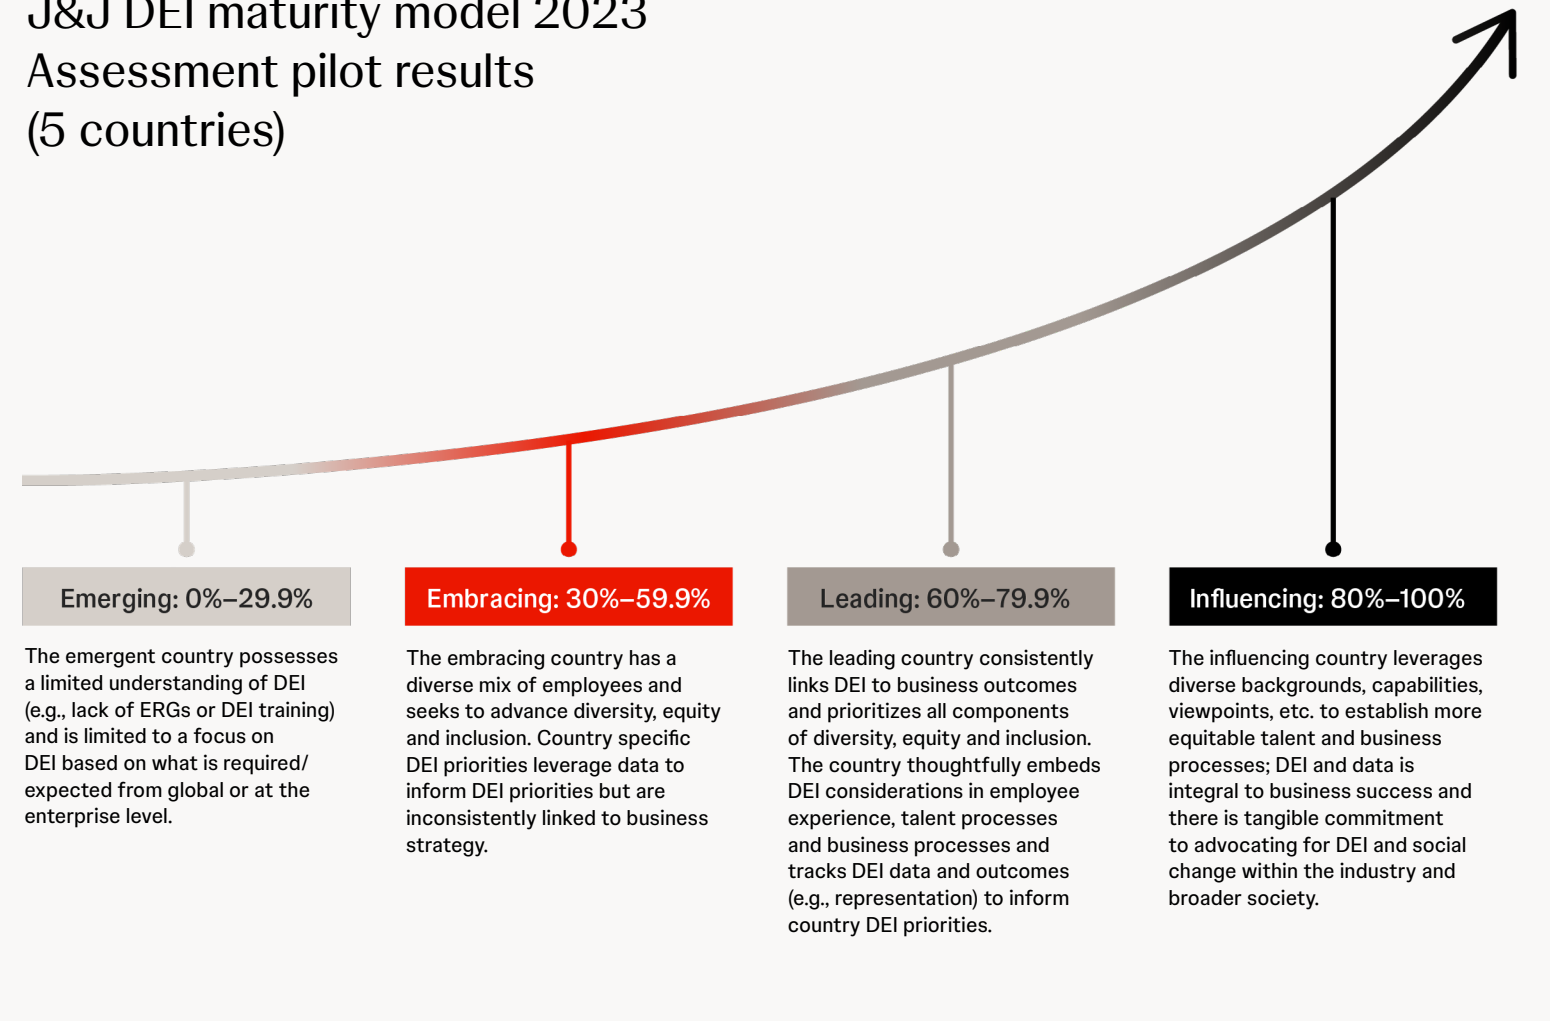 J&J DEI maturity model 2023
Assessment pilot results
(5 countries)
Emerging: 0%–29.9%
The emergent country possesses
a limited understanding of DEI
(e.g., lack of ERGs or DEI training)
and is limited to a focus on
DEI based on what is required/
expected from global or at the
enterprise level.
Embracing: 30%–59.9%
The embracing country has a
diverse mix of employees and
seeks to advance diversity, equity
and inclusion. Country specific
DEI priorities leverage data to
inform DEI priorities but are
inconsistently linked to business
strategy.
Leading: 60%–79.9%
The leading country consistently
links DEI to business outcomes
and prioritizes all components
of diversity, equity and inclusion.
The country thoughtfully embeds
DEI considerations in employee
experience, talent processes
and business processes and
tracks DEI data and outcomes
(e.g., representation) to inform
country DEI priorities.
Influencing: 80%–100%
The influencing country leverages
diverse backgrounds, capabilities,
viewpoints, etc. to establish more
equitable talent and business
processes; DEI and data is
integral to business success and
there is tangible commitment
to advocating for DEI and social
change within the industry and
broader society.